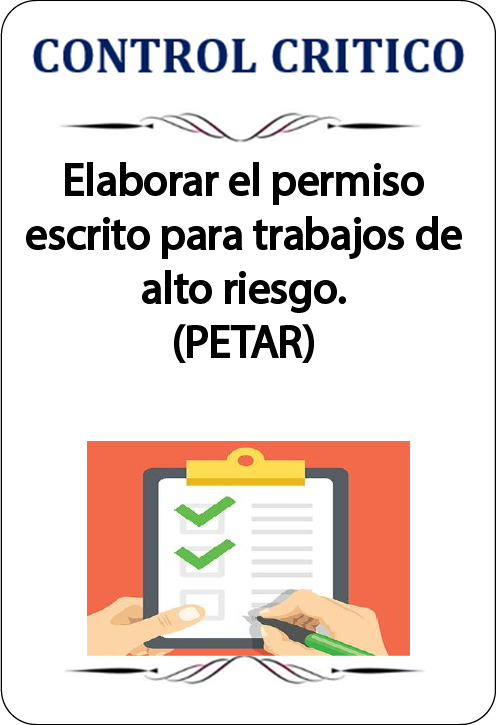 CONTROL CRITICO
Elaborar el permiso
escrito para trabajos de
alto riesgo.
(PETAR)